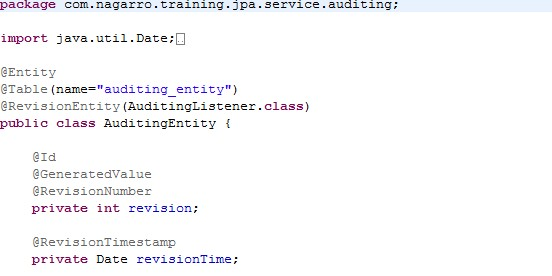 package com.nagarro.training.jpa.service.auditing;
import java.util.Date;
@Entity
@Table(name="auditing_entity")
@RevisionEntity(AuditingListener.class)
public class AuditingEntity {
@Id
@GeneratedValue
@RevisionNumber
private int revision;
@RevisionTimestamp
private Date revisionTime;